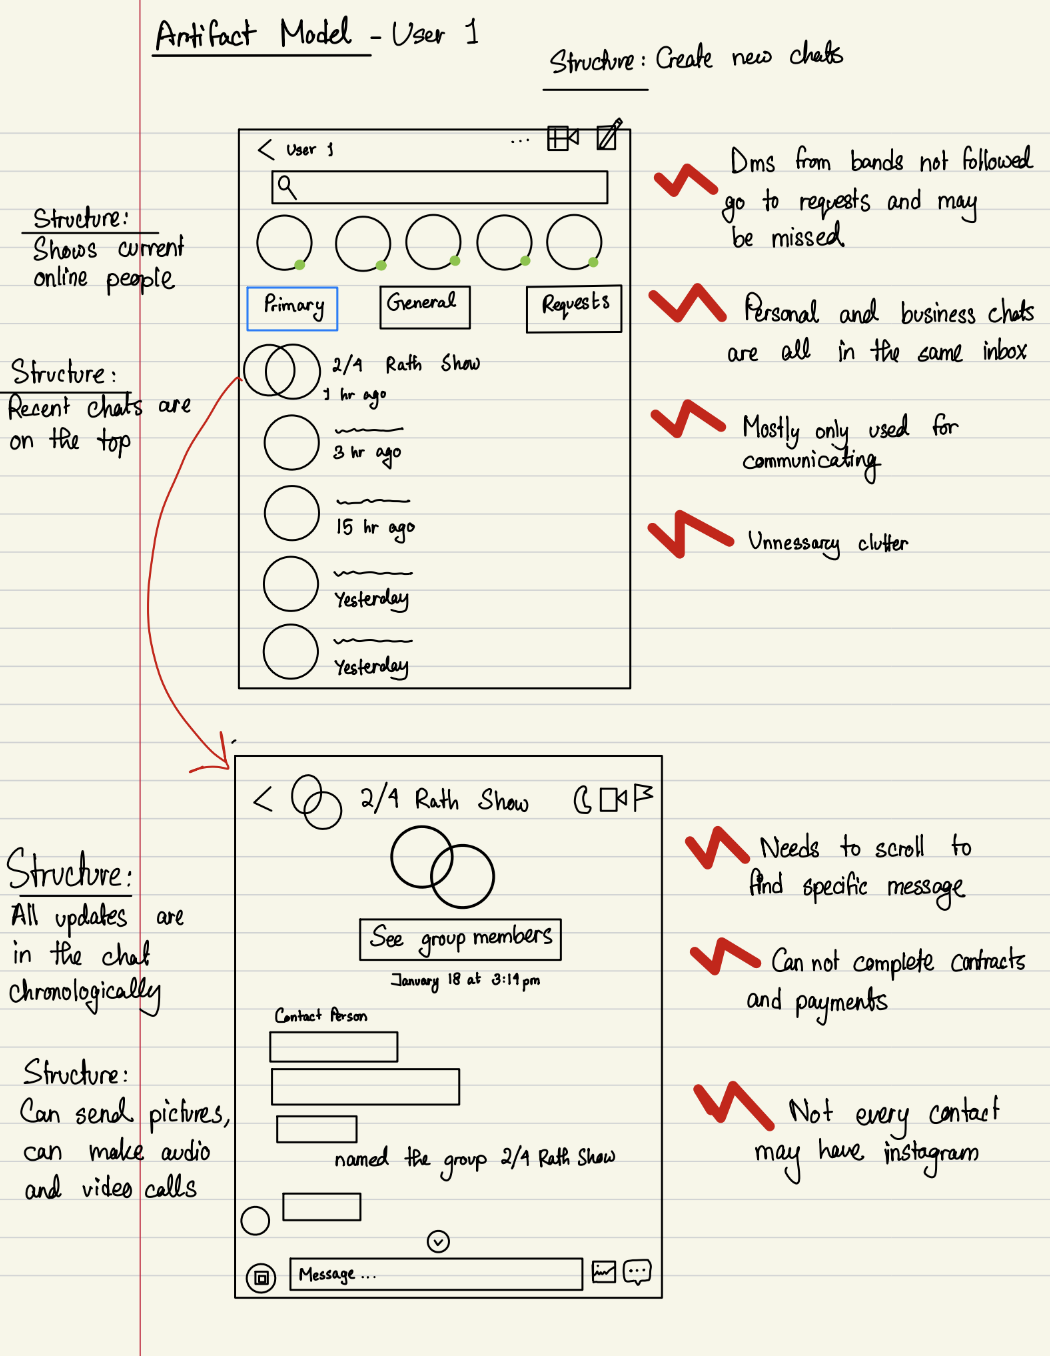 Artifact Model - User 1
Structure: Create new chats
User 1
...
Structure:
Shows current
online people
Primary
General
Requests
Structure:
Recent chats are
on the top
2/4 Rath Show
1 hr ago
3 hr ago
15 hr ago
Yesterday
Yesterday
Dms from bands not followed
go to requests and may
be missed
Personal and business chats
are all in the same inbox
Mostly only used for
communicating
Unnessarcy clutter
2/4 Rath Show
See group members
January 18 at 3:14 pm
Contact Person
named the group 2/4 Rath Show
Message ...
Structure:
All updates are
in the chat
chronologically
Structure:
Can send pictures,
can make audio
and video calls
Needs to scroll to
find specific message
Can not complete contracts
and payments
Not every contact
may have instagram